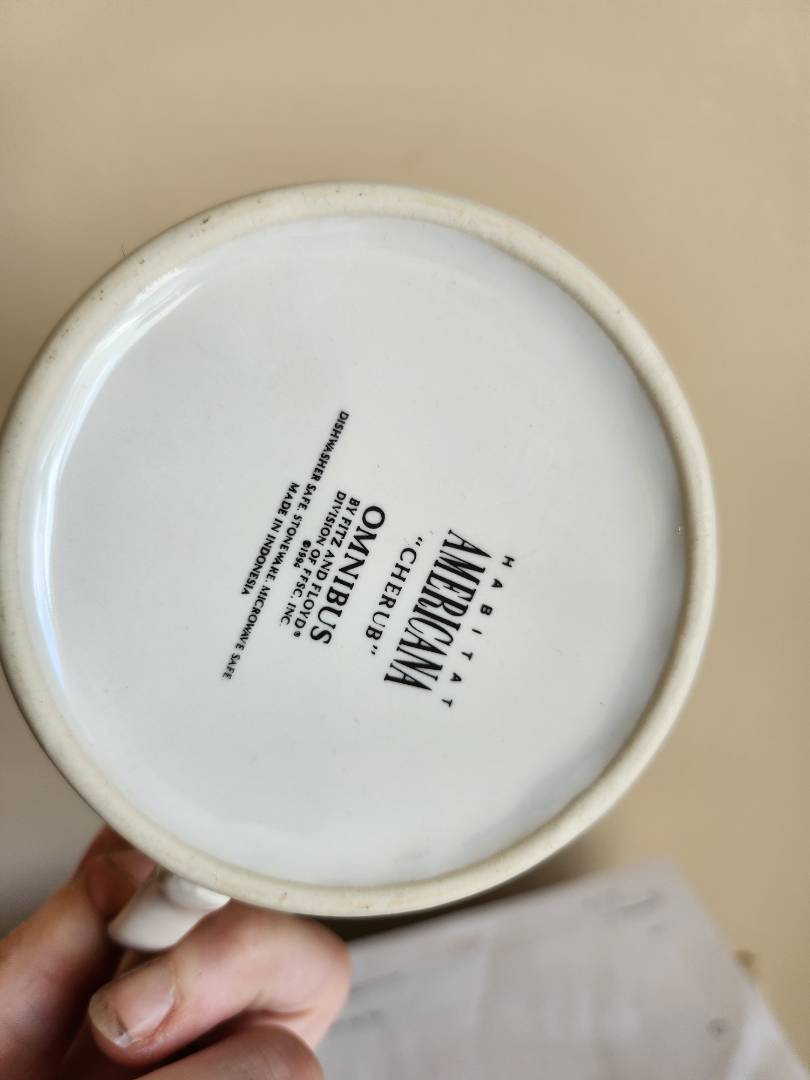 HABITAT
AMERICANA
"CHERUB"
OMNIBUS
BY FITZ AND FLOYD®
DIVISION OF FFSC, INC.
©1994
DISHWASHER SAFE. STONEWARE. MICROWAVE SAFE
MADE IN INDONESIA